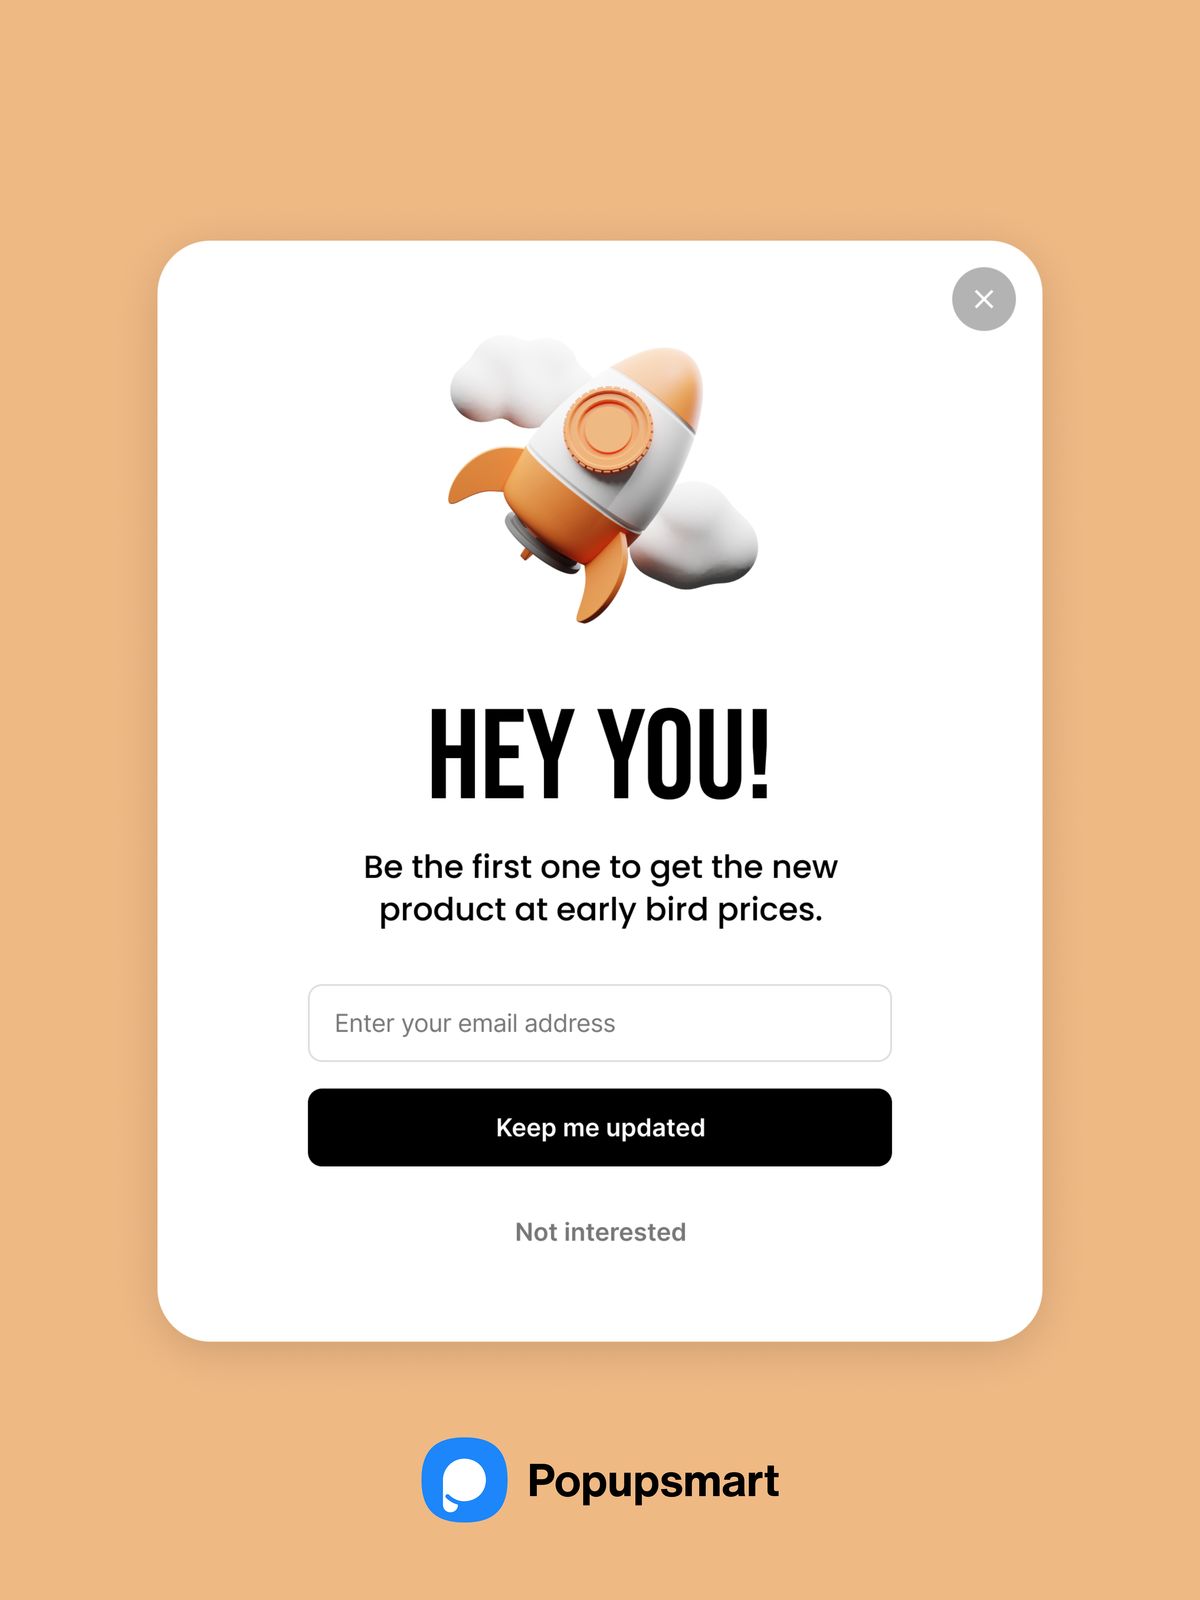 HEY YOU!
Be the first one to get the new
product at early bird prices.
Enter your email address
Keep me updated
Not interested
Popupsmart